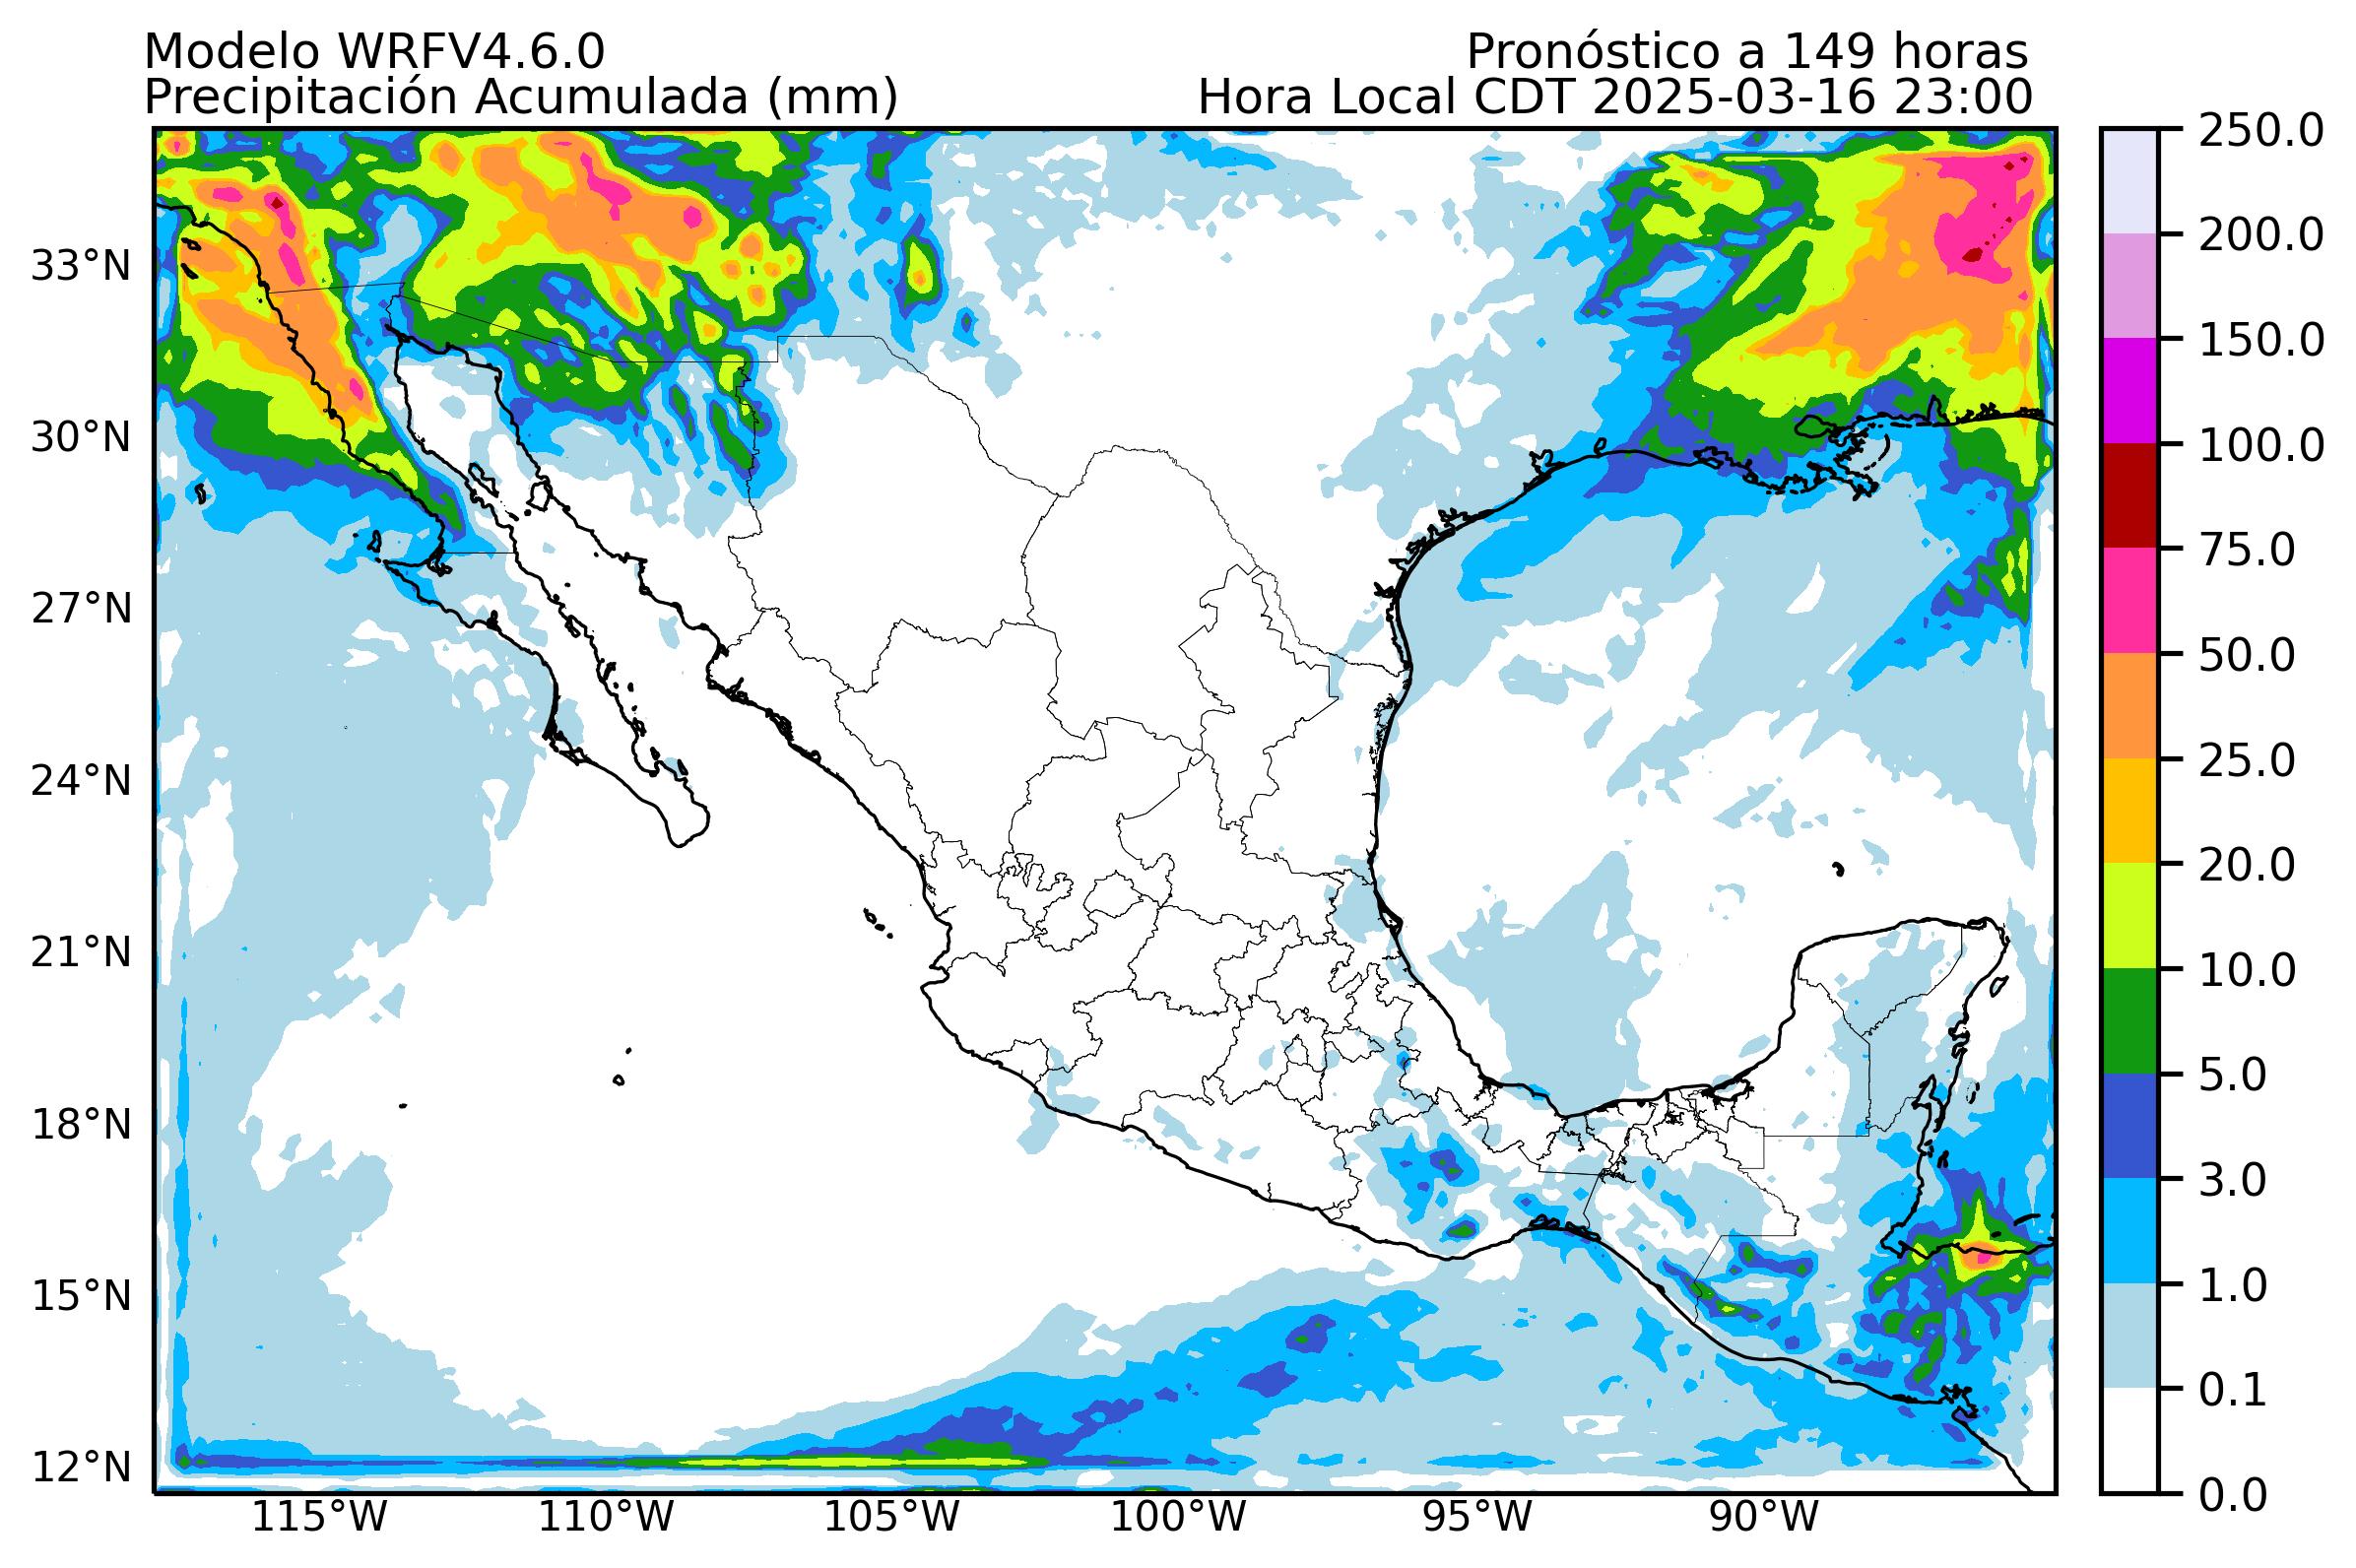 Modelo WRFV4.6.0
Pronóstico a 149 horas
Precipitación Acumulada (mm)
Hora Local CDT 2025-03-16 23:00
33°N
30°N
27°N
24°N
21°N
18°N
15°N
12°N
115°W
110°W
105°W
100°W
95°W
90°W
250.0
200.0
150.0
100.0
75.0
50.0
25.0
20.0
10.0
5.0
3.0
1.0
0.1
0.0